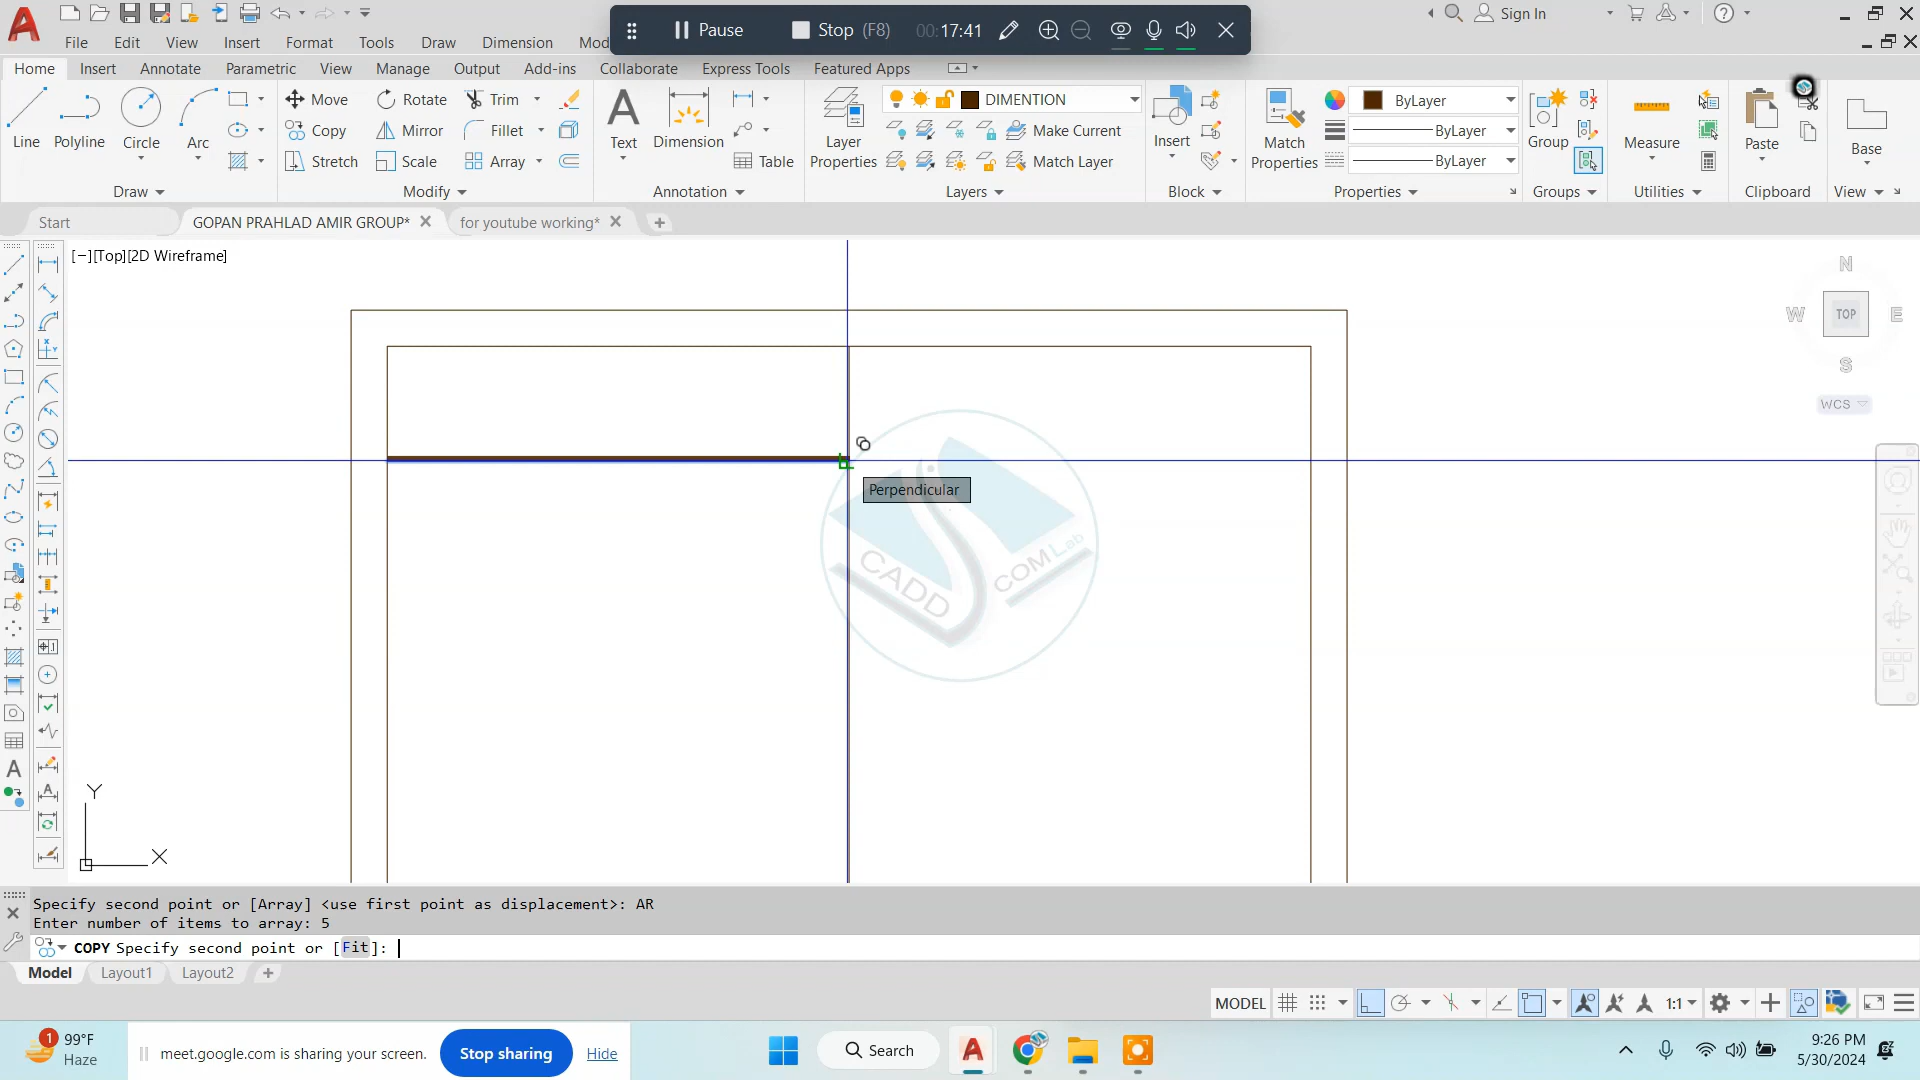 Pause
Stop (F8)
00:17:41
Sign In
File Edit View Insert Format Tools Draw Dimension Mod
Home Insert Annotate Parametric View Manage Output Add-ins Collaborate Express Tools Featured Apps
Line Polyline Circle Arc
Move Rotate Trim
Copy Mirror Fillet
Stretch Scale Array
Text Dimension Table
Layer Properties
DIMENTION
Make Current
Match Layer
Insert
Match Properties
ByLayer
ByLayer
ByLayer
Group
Measure
Paste
Base
Draw Modify Annotation Layers Block Properties Groups Utilities Clipboard View
Start GOPAN PRAHLAD AMIR GROUP* for youtube working*
[−][Top][2D Wireframe]
N
W TOP E
S
WCS
Perpendicular
CADD COM Lab
Y
X
Specify second point or [Array] <use first point as displacement>: AR
Enter number of items to array: 5
COPY Specify second point or [Fit]:
Model Layout1 Layout2
MODEL 1:1
1
99°F
Haze
meet.google.com is sharing your screen. Stop sharing Hide
Search
9:26 PM
5/30/2024